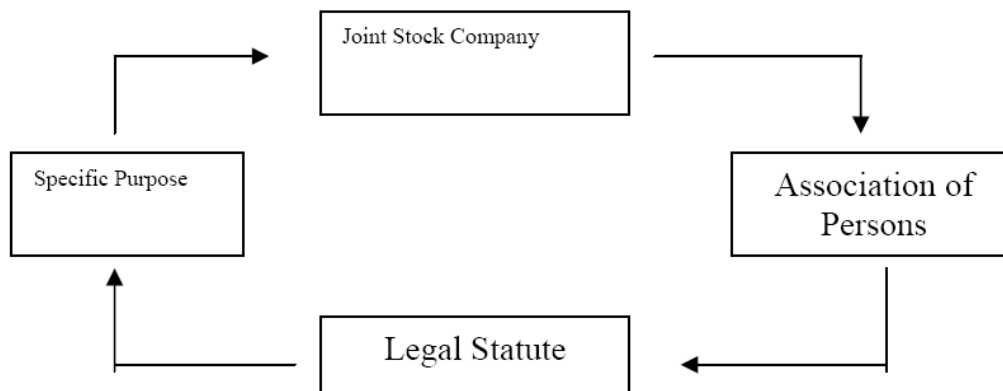 Joint Stock Company
Specific Purpose
Association of
Persons
Legal Statute